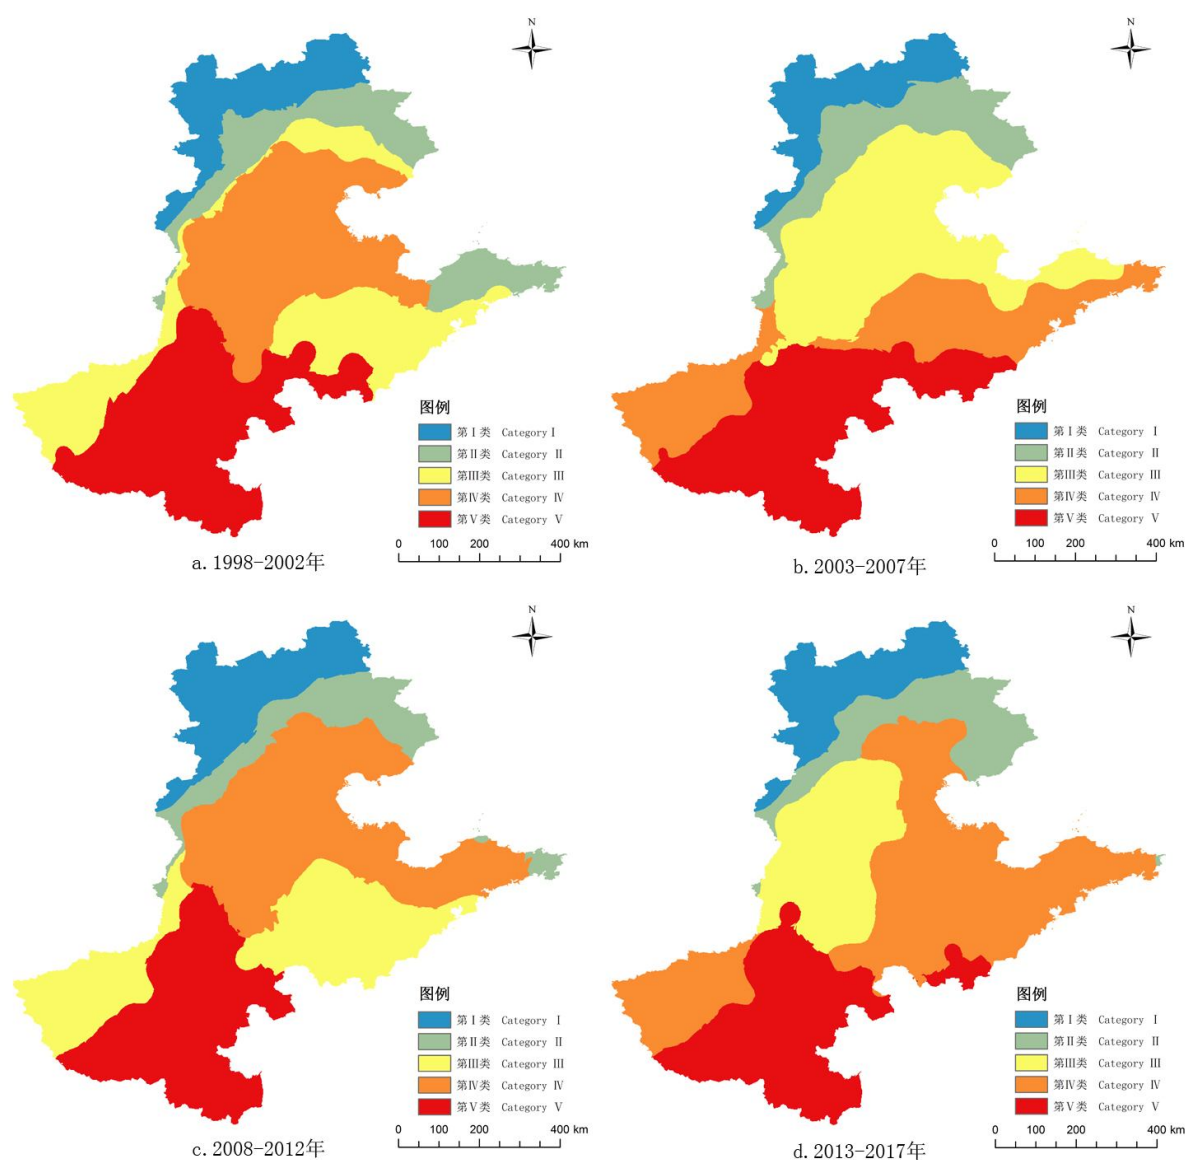 N
图例
第Ⅰ类 Category Ⅰ
第Ⅱ类 Category Ⅱ
第Ⅲ类 Category Ⅲ
第Ⅳ类 Category Ⅳ
第Ⅴ类 Category Ⅴ
0 100 200 400 km
a. 1998-2002年
N
图例
第Ⅰ类 Category Ⅰ
第Ⅱ类 Category Ⅱ
第Ⅲ类 Category Ⅲ
第Ⅳ类 Category Ⅳ
第Ⅴ类 Category Ⅴ
0 100 200 400 km
b. 2003-2007年
N
图例
第Ⅰ类 Category Ⅰ
第Ⅱ类 Category Ⅱ
第Ⅲ类 Category Ⅲ
第Ⅳ类 Category Ⅳ
第Ⅴ类 Category Ⅴ
0 100 200 400 km
c. 2008-2012年
N
图例
第Ⅰ类 Category Ⅰ
第Ⅱ类 Category Ⅱ
第Ⅲ类 Category Ⅲ
第Ⅳ类 Category Ⅳ
第Ⅴ类 Category Ⅴ
0 100 200 400 km
d. 2013-2017年